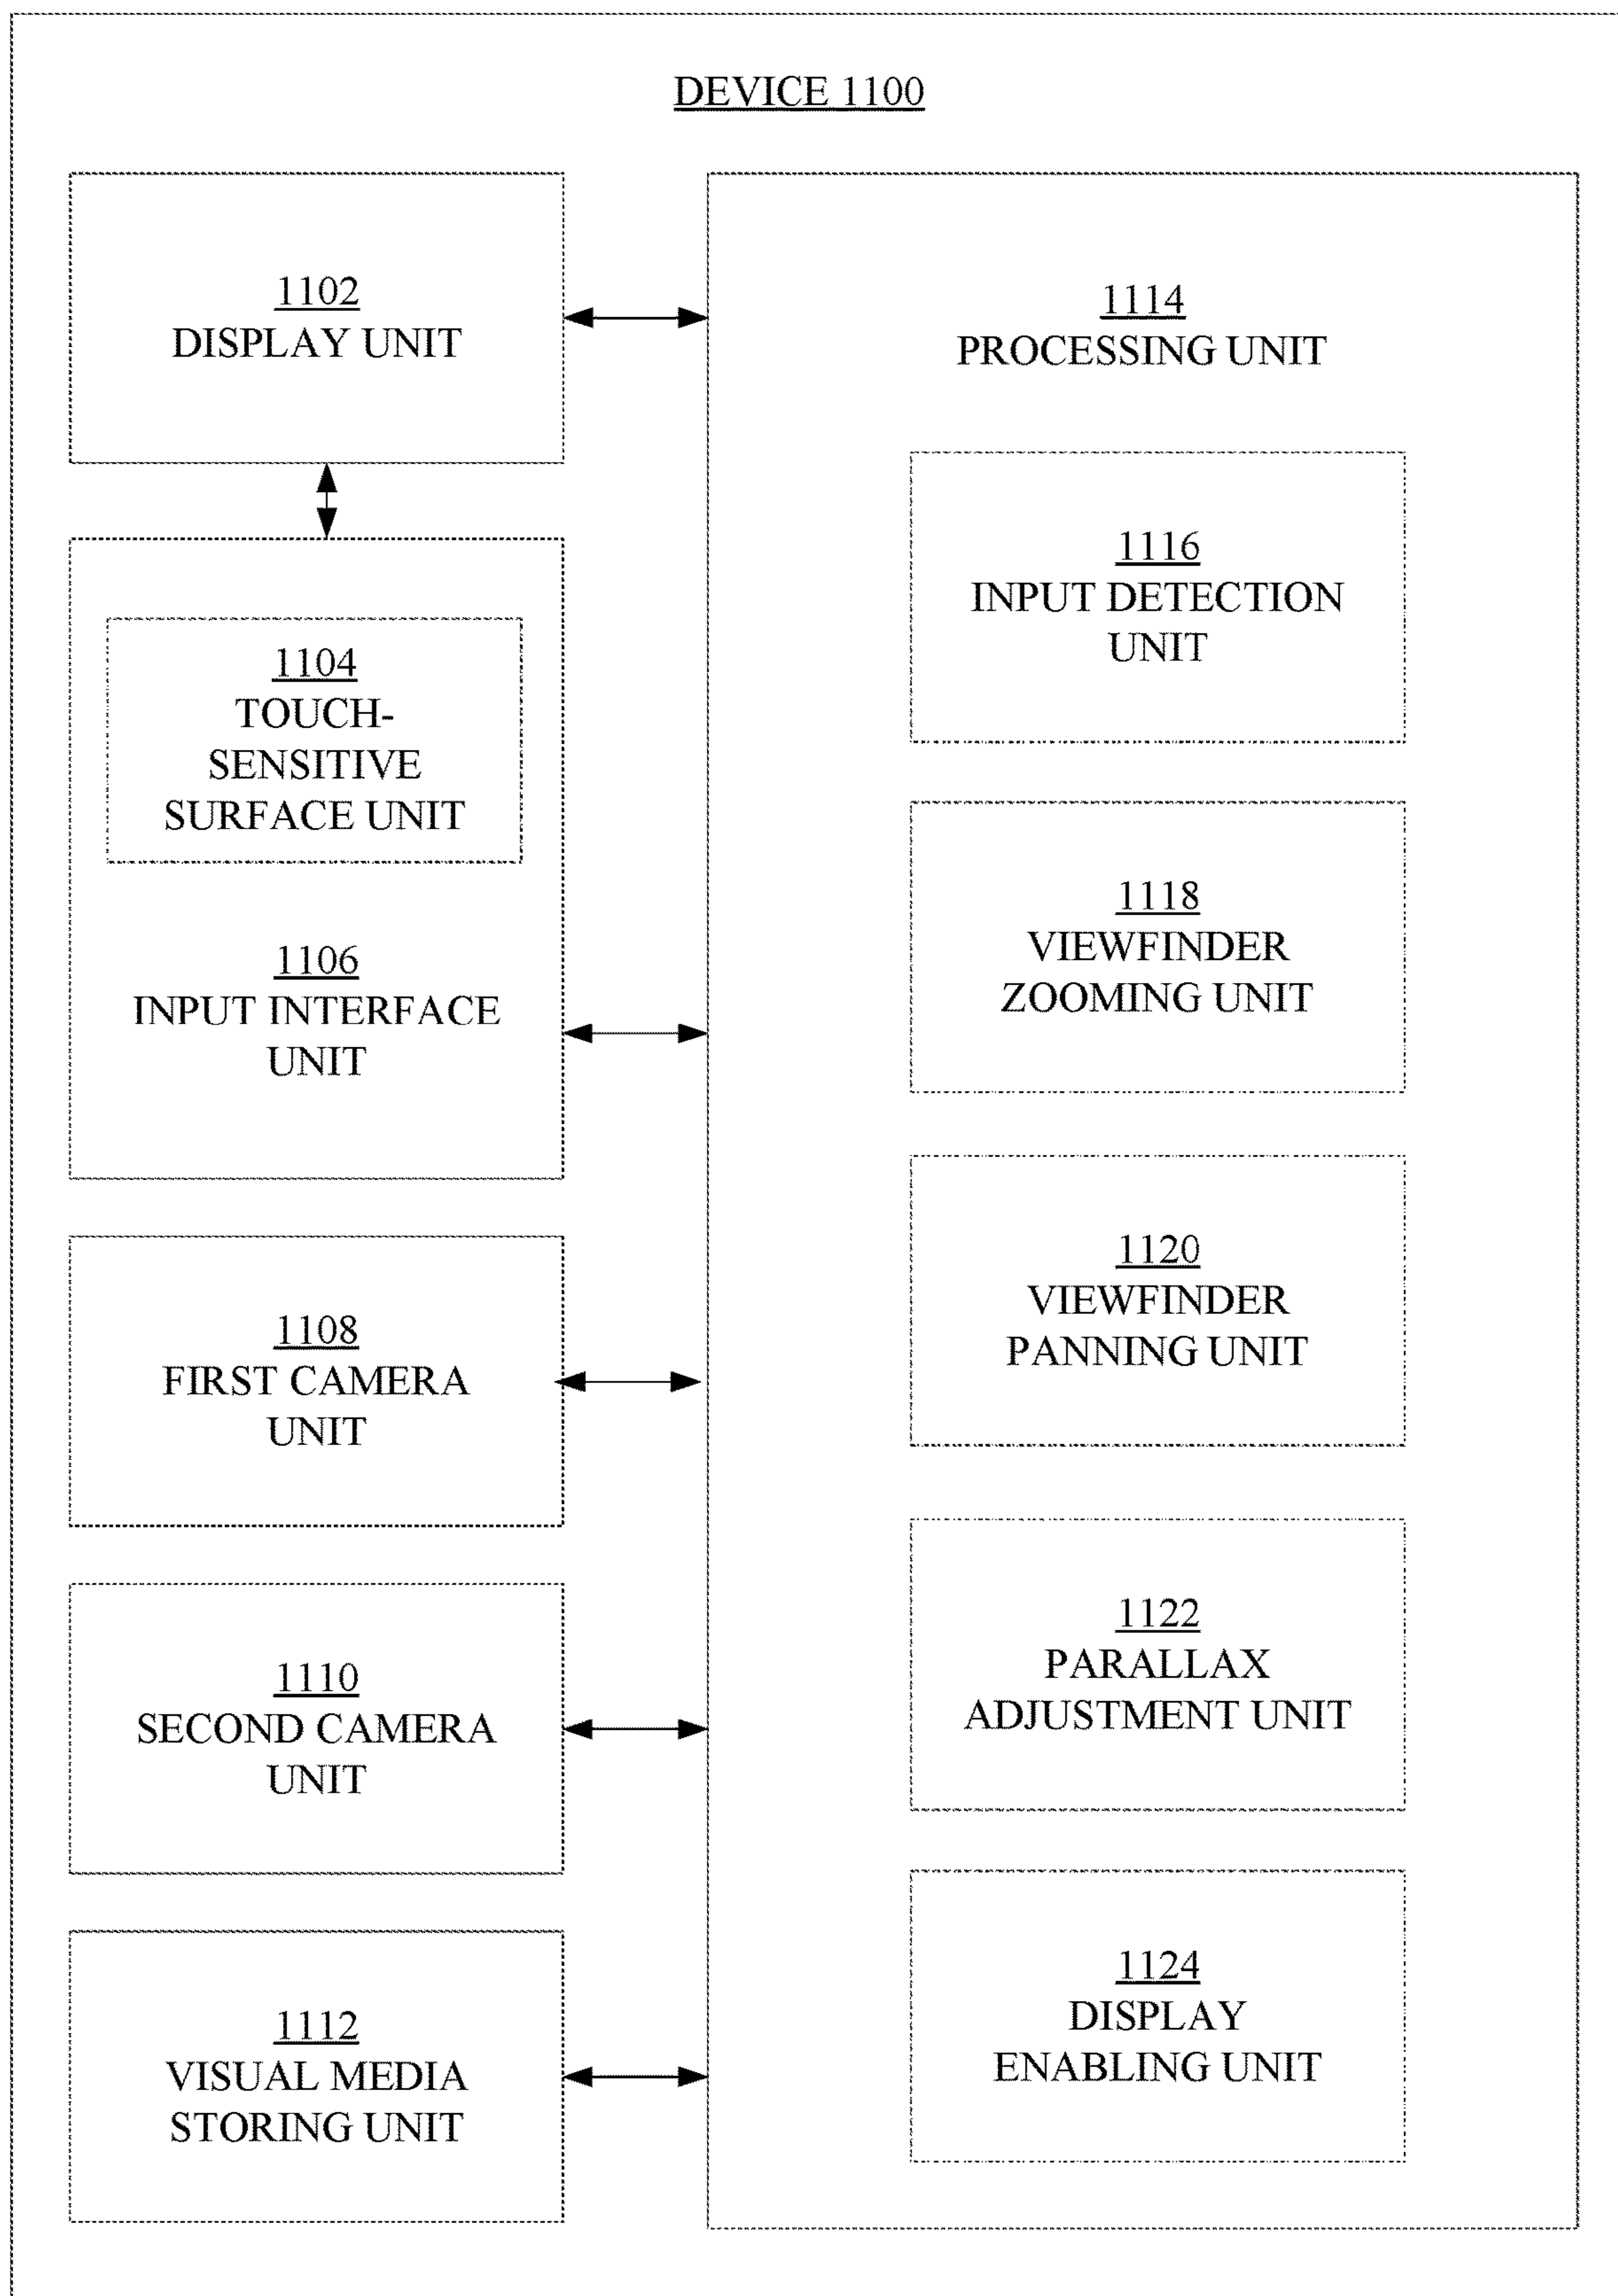 DEVICE 1100
1102
DISPLAY UNIT
1104
TOUCH-
SENSITIVE
SURFACE UNIT
1106
INPUT INTERFACE
UNIT
1108
FIRST CAMERA
UNIT
1110
SECOND CAMERA
UNIT
1112
VISUAL MEDIA
STORING UNIT
1114
PROCESSING UNIT
1116
INPUT DETECTION
UNIT
1118
VIEWFINDER
ZOOMING UNIT
1120
VIEWFINDER
PANNING UNIT
1122
PARALLAX
ADJUSTMENT UNIT
1124
DISPLAY
ENABLING UNIT